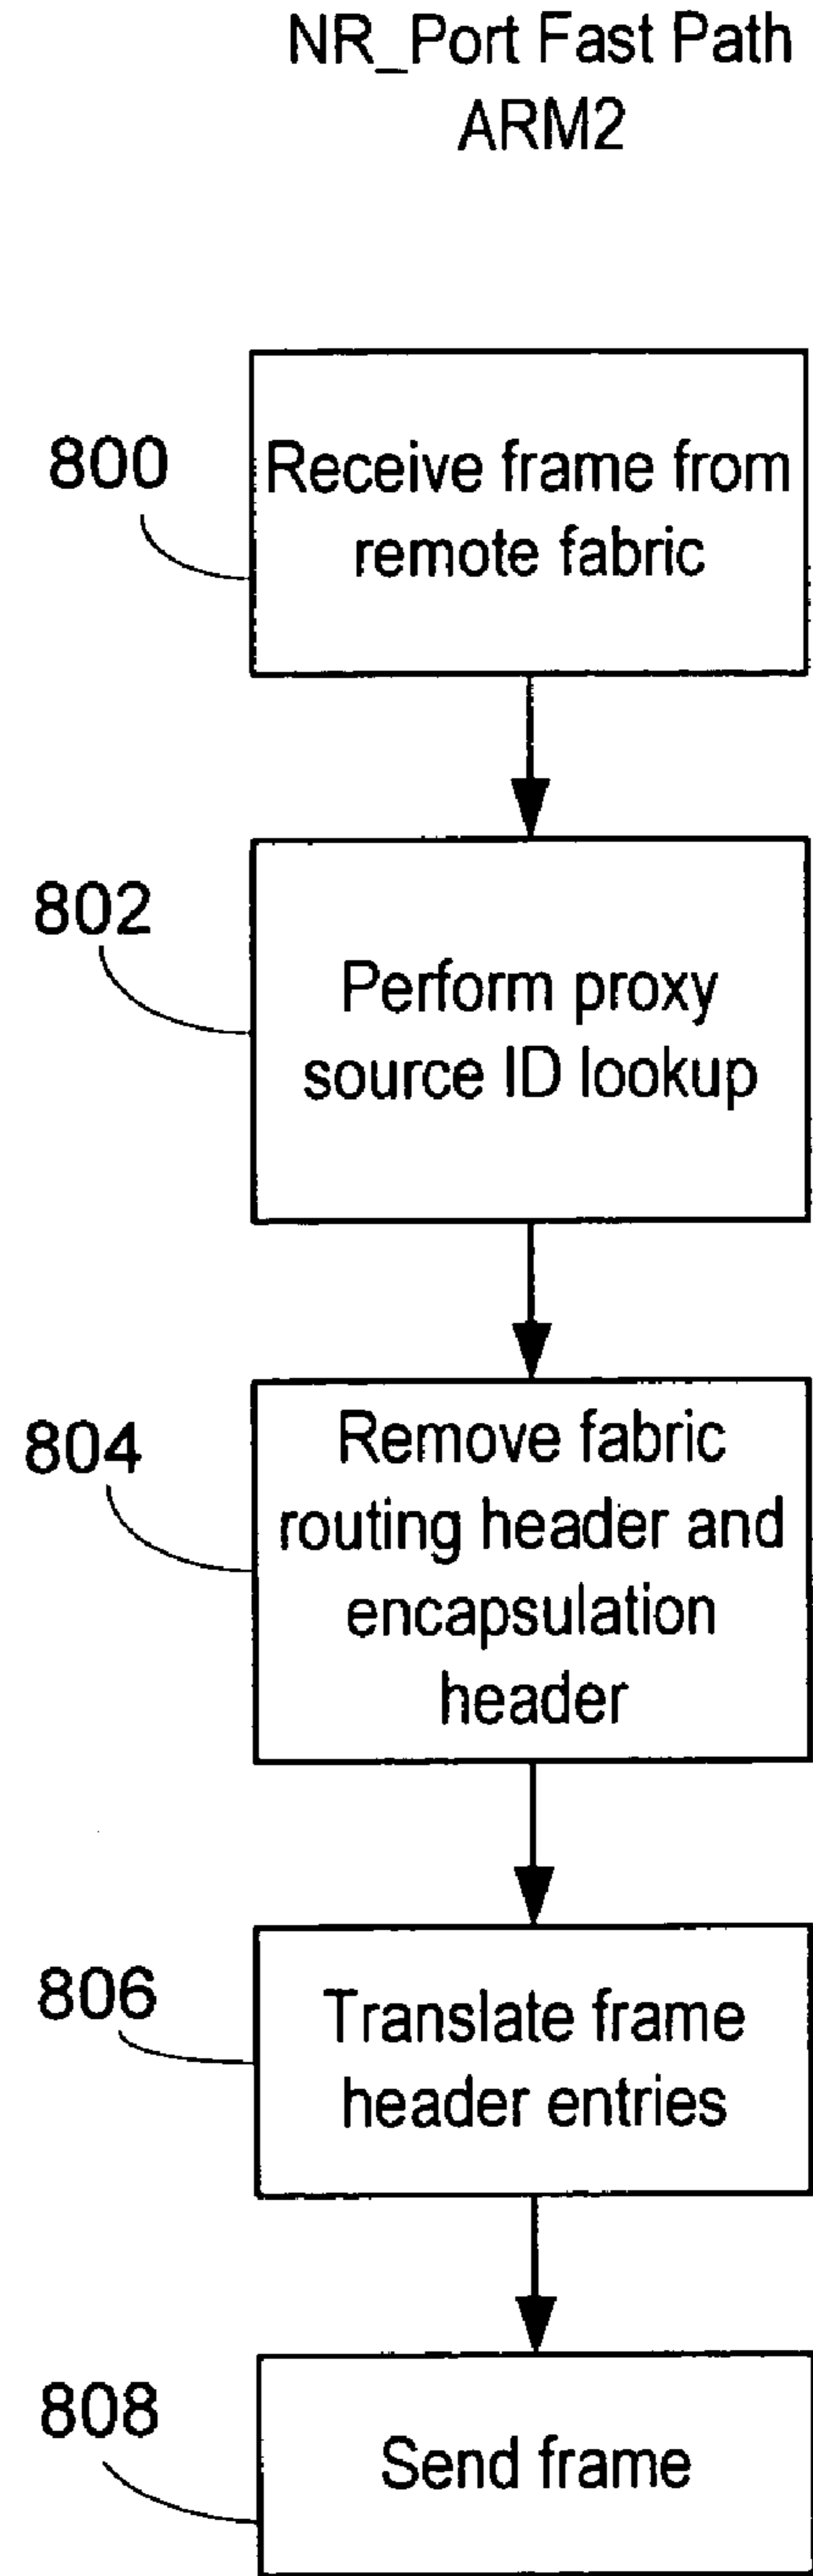 NR_Port Fast Path
ARM2
800
Receive frame from
remote fabric
802
Perform proxy
source ID lookup
804
Remove fabric
routing header and
encapsulation
header
806
Translate frame
header entries
808
Send frame